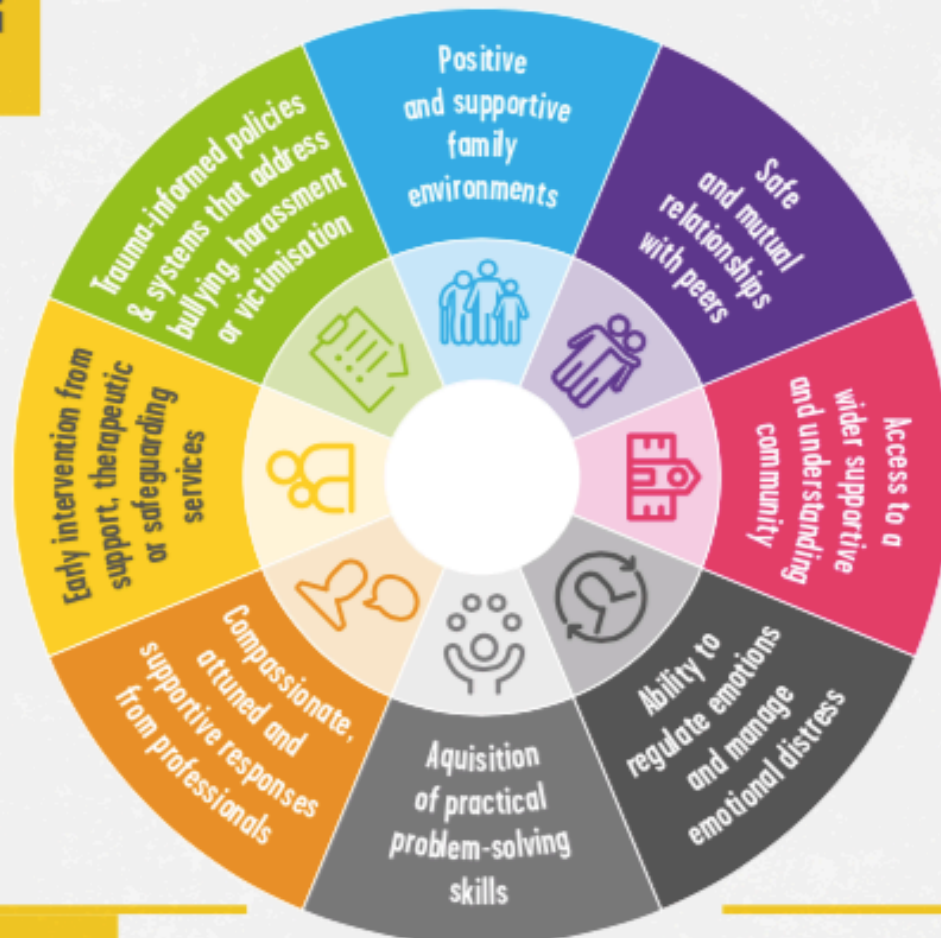 Positive
and supportive
family
environments
Safe
and mutual
relationships
with peers
Access to a
wider supportive
and understanding
community
Ability to
regulate emotions
and manage
emotional distress
Aquisition
of practical
problem-solving
skills
Compassionate,
attuned and
supportive responses
from professionals
Early intervention from
support, therapeutic
or safeguarding
services
Trauma-informed policies
& systems that address
bullying, harassment
or victimisation